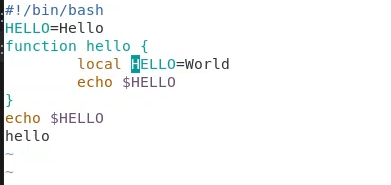 #!/bin/bash
HELLO=Hello
function hello {
        local HELLO=World
        echo $HELLO
}
echo $HELLO
hello
~
~